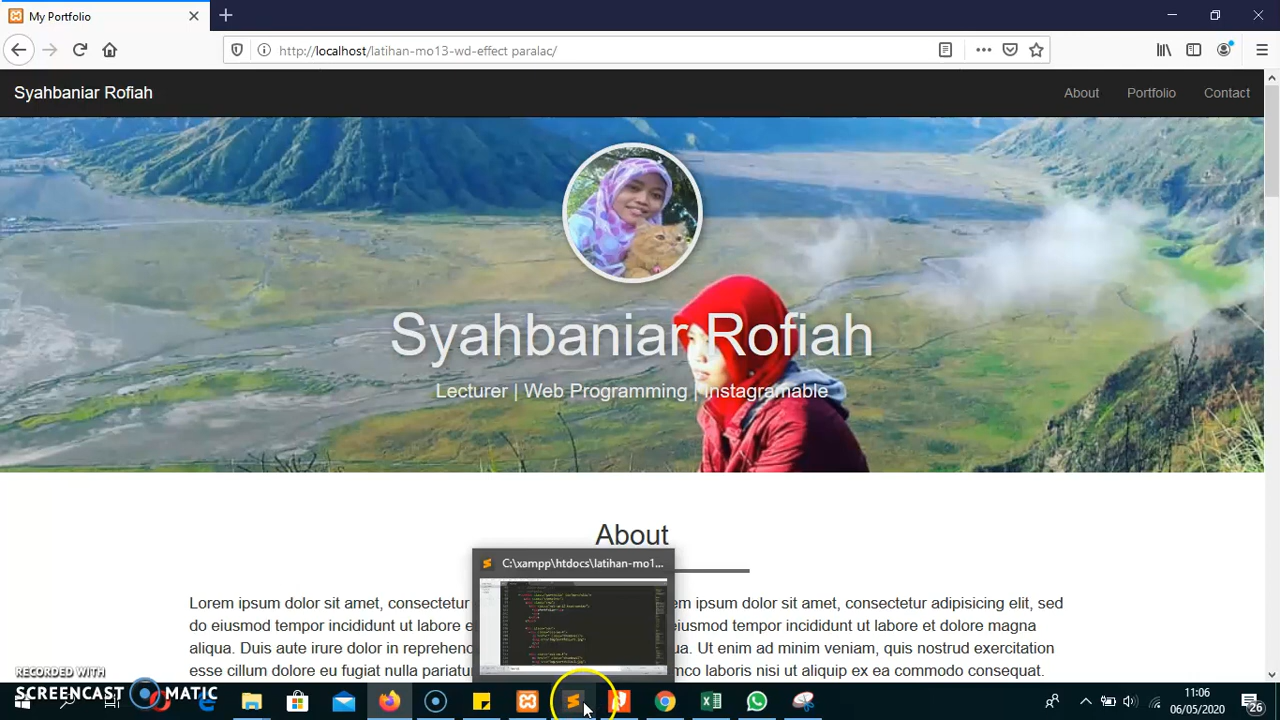 My Portfolio
http://localhost/latihan-mo13-wd-effect paralac/
Syahbaniar Rofiah
About
Portfolio
Contact
Syahbaniar Rofiah
Lecturer | Web Programming | Instagramable
About
C:\xampp\htdocs\latihan-mo1...
Lorem ipsum dolor sit amet, consectetur
em ipsum dolor sit amet, consectetur adipisicing elit, sed
do eiusmod tempor incididunt ut labore e
eiusmod tempor incididunt ut labore et dolore magna
aliqua. Duis aute irure dolor in reprehend
ua. Ut enim ad minim veniam, quis nostrud exercitation
esse cillum dolore eu fugiat nulla pariatu
amco laboris nisi ut aliquip ex ea commodo consequat.
RECORDED WITH
SCREENCAST MATIC
11:06
06/05/2020
26